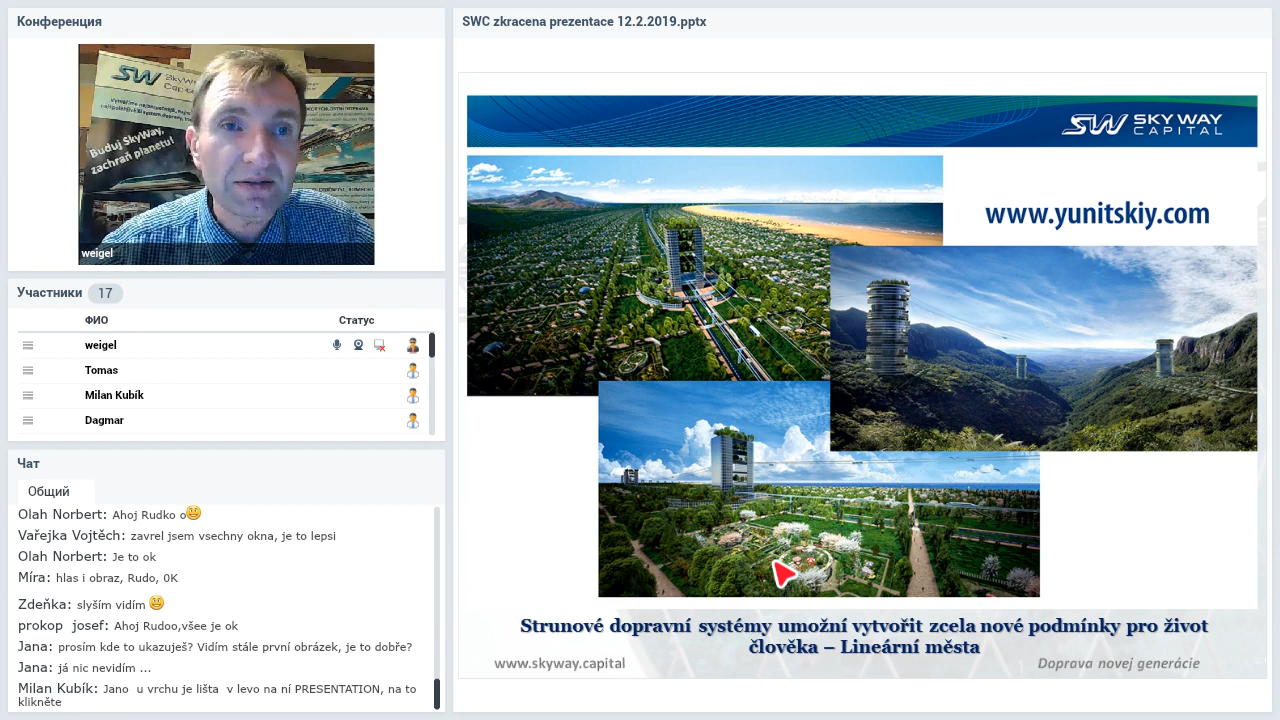 Конференция
SW SkyWay
Capital
Buduj SkyWay,
zachraň planetu!
weigel
Участники 17
ФИО Статус
weigel
Tomas
Milan Kubík
Dagmar
Чат
Общий
Olah Norbert: Ahoj Rudko o
Vařejka Vojtěch: zavrel jsem vsechny okna, je to lepsi
Olah Norbert: Je to ok
Míra: hlas i obraz, Rudo, 0K
Zdeňka: slyším vidím
prokop josef: Ahoj Rudoo,všee je ok
Jana: prosím kde to ukazuješ? Vidím stále první obrázek, je to dobře?
Jana: já nic nevidím ...
Milan Kubík: Jano u vrchu je lišta v levo na ní PRESENTATION, na to
klikněte
SWC zkracena prezentace 12.2.2019.pptx
SW SKY WAY
CAPITAL
www.yunitskiy.com
Strunové dopravní systémy umožní vytvořit zcela nové podmínky pro život
člověka – Lineární města
www.skyway.capital
Doprava novej generácie